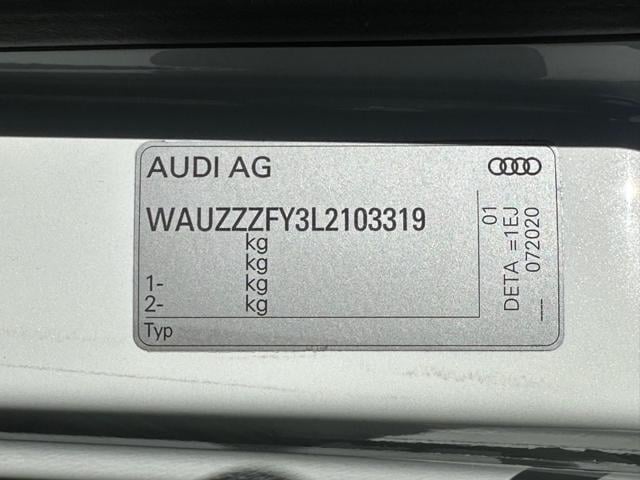 AUDI AG
WAUZZZFY3L2103319
kg
kg
1- kg
2- kg
Typ
01
DETA =1EJ
072020